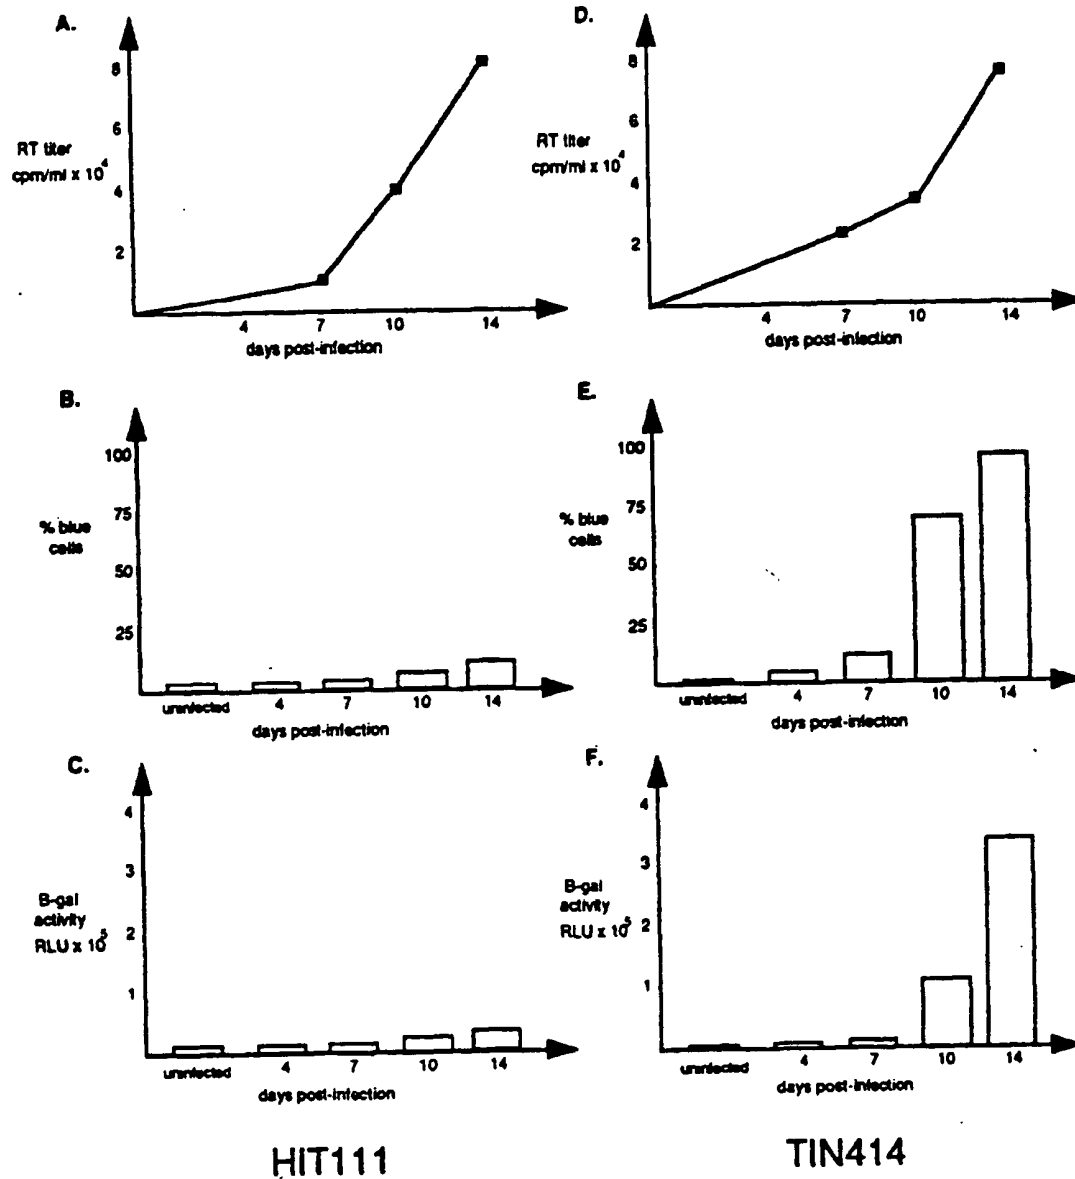 A.
8
6
RT titer
cpm/ml x 10^4
4
2
4 7 10 14
days post-infection
D.
8
6
RT titer
cpm/ml x 10^4
4
2
4 7 10 14
days post-infection
B.
100
75
% blue
cells
50
25
uninfected 4 7 10 14
days post-infection
E.
100
75
% blue
cells
50
25
uninfected 4 7 10 14
days post-infection
C.
4
3
B-gal
activity
RLU x 10^5
2
1
uninfected 4 7 10 14
days post-infection
HIT111
F.
4
3
B-gal
activity
RLU x 10^5
2
1
uninfected 4 7 10 14
days post-infection
TIN414